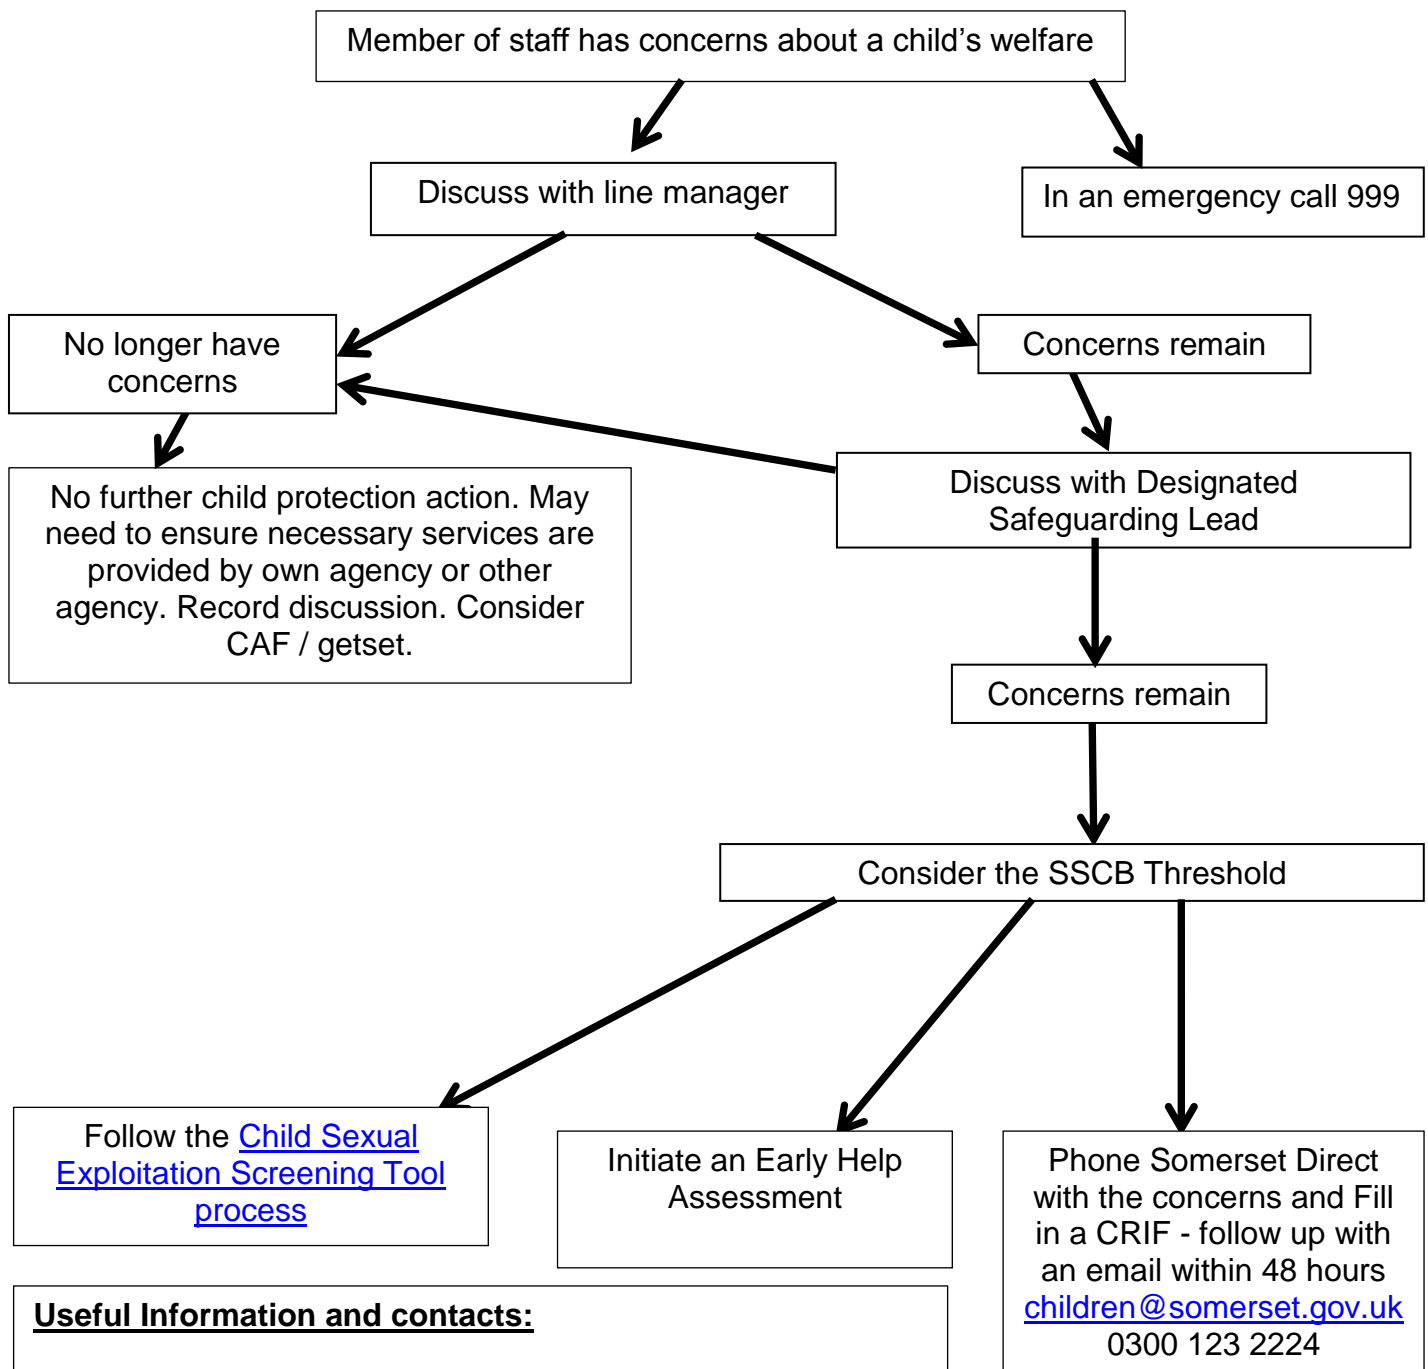 Member of staff has concerns about a child’s welfare
Discuss with line manager
In an emergency call 999
No longer have
concerns
Concerns remain
No further child protection action. May
need to ensure necessary services are
provided by own agency or other
agency. Record discussion. Consider
CAF / getset.
Discuss with Designated
Safeguarding Lead
Concerns remain
Consider the SSCB Threshold
Follow the Child Sexual
Exploitation Screening Tool
process
Initiate an Early Help
Assessment
Phone Somerset Direct
with the concerns and Fill
in a CRIF - follow up with
an email within 48 hours
children@somerset.gov.uk
0300 123 2224
Useful Information and contacts: